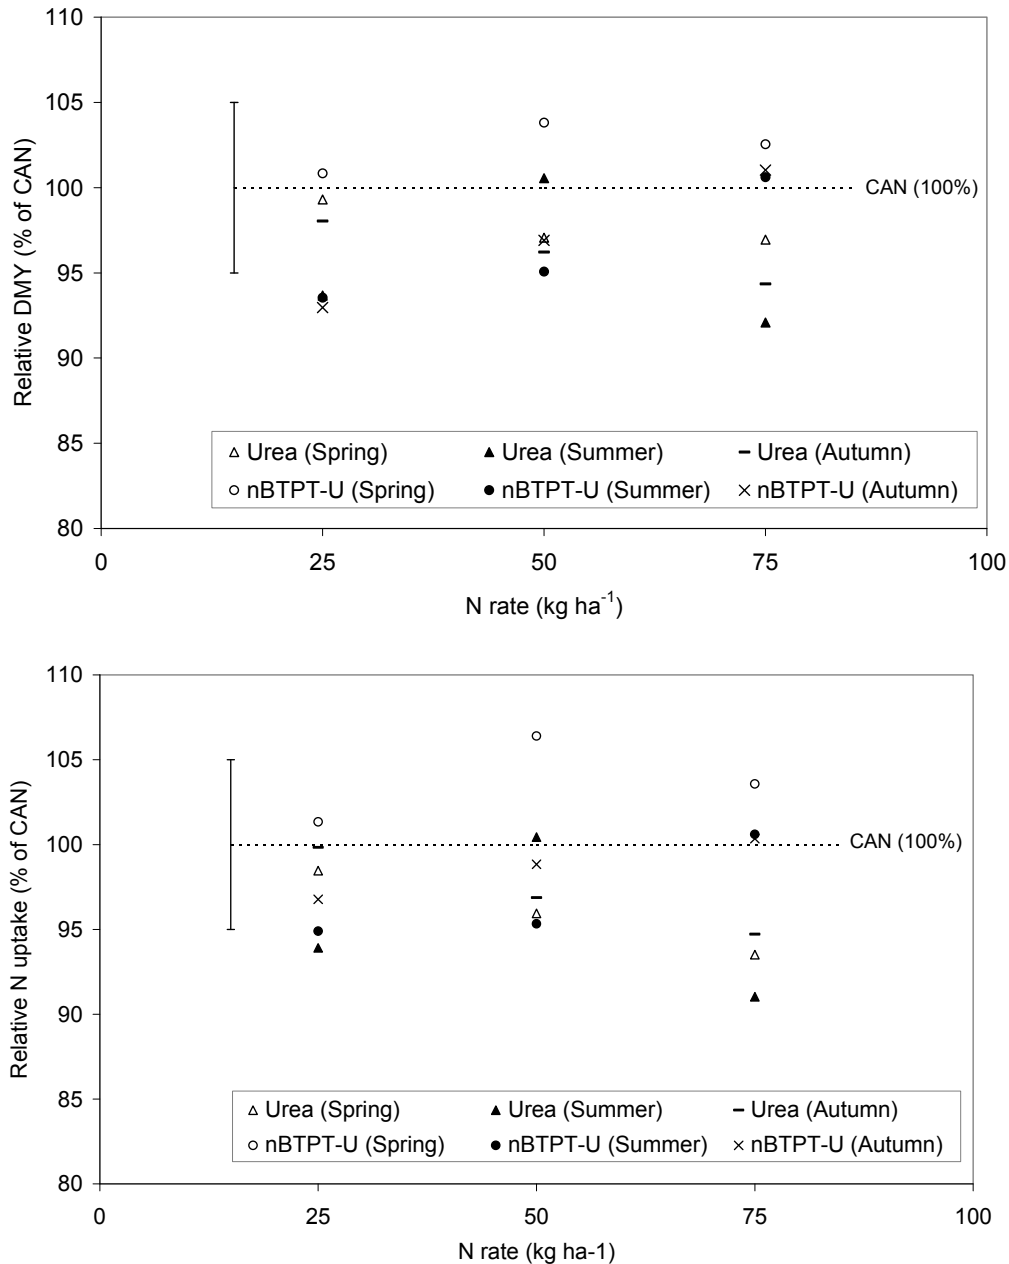 110
105
100
95
90
85
80
Relative DMY (% of CAN)
CAN (100%)
Urea (Spring) Urea (Summer) Urea (Autumn)
nBTPT-U (Spring) nBTPT-U (Summer) nBTPT-U (Autumn)
0 25 50 75 100
N rate (kg ha⁻¹)
110
105
100
95
90
85
80
Relative N uptake (% of CAN)
CAN (100%)
Urea (Spring) Urea (Summer) Urea (Autumn)
nBTPT-U (Spring) nBTPT-U (Summer) nBTPT-U (Autumn)
0 25 50 75 100
N rate (kg ha-1)